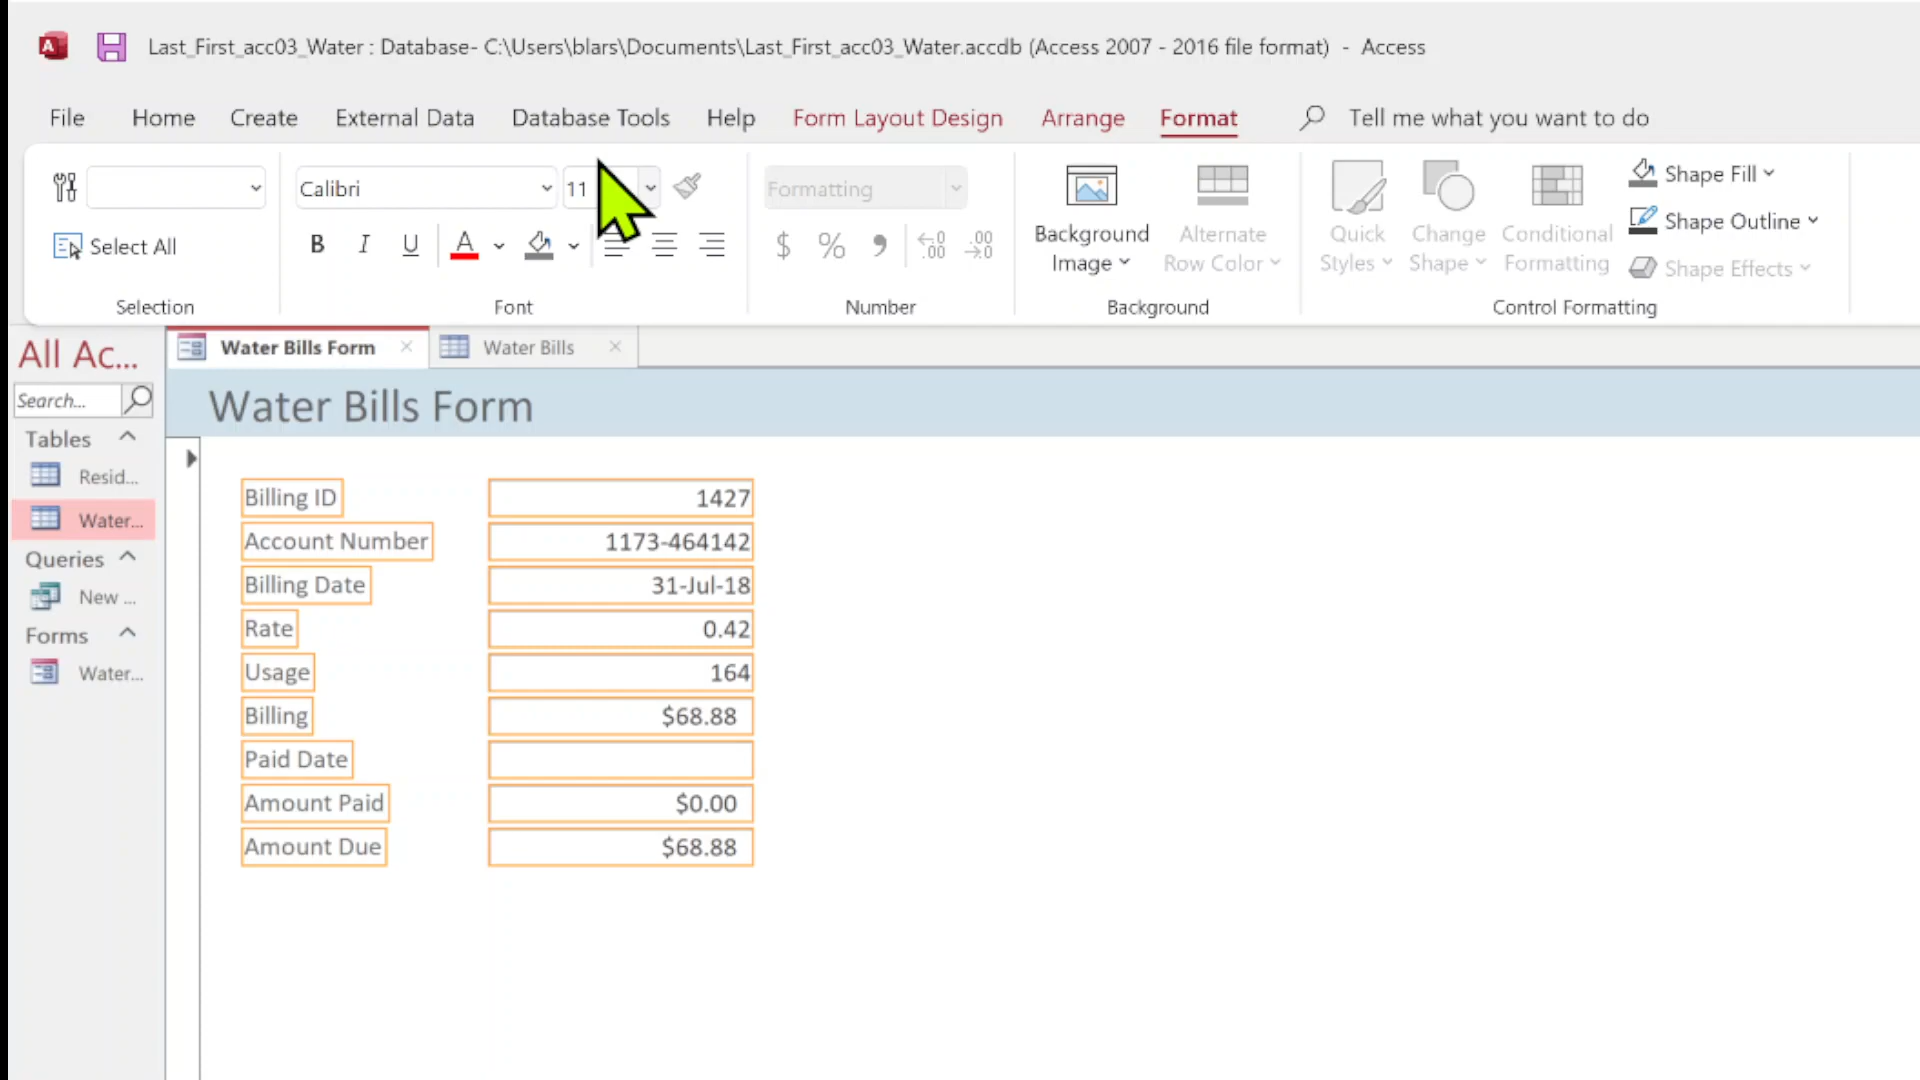 Last_First_acc03_Water : Database- C:\Users\blars\Documents\Last_First_acc03_Water.accdb (Access 2007 - 2016 file format) - Access
File Home Create External Data Database Tools Help Form Layout Design Arrange Format Tell me what you want to do
Calibri 11 Formatting
Select All
B I U A $ % 9 .00 .00
Background Image
Alternate Row Color
Quick Styles
Change Shape
Conditional Formatting
Shape Fill
Shape Outline
Shape Effects
Selection Font Number Background Control Formatting
All Ac...
Search...
Tables
Resid...
Water...
Queries
New ...
Forms
Water...
Water Bills Form Water Bills
Water Bills Form
Billing ID 1427
Account Number 1173-464142
Billing Date 31-Jul-18
Rate 0.42
Usage 164
Billing $68.88
Paid Date
Amount Paid $0.00
Amount Due $68.88